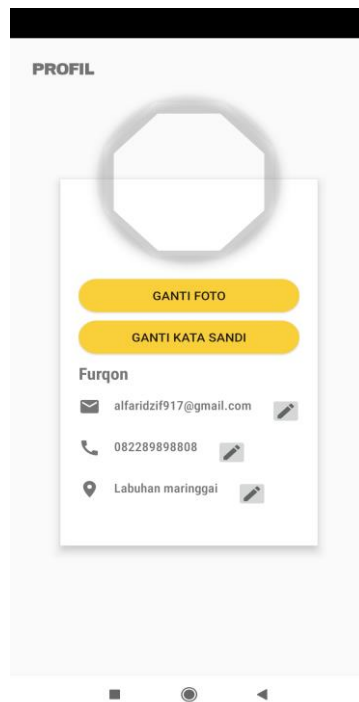 PROFIL
GANTI FOTO
GANTI KATA SANDI
Furqon
alfaridzif917@gmail.com
082289898808
Labuhan maringgai